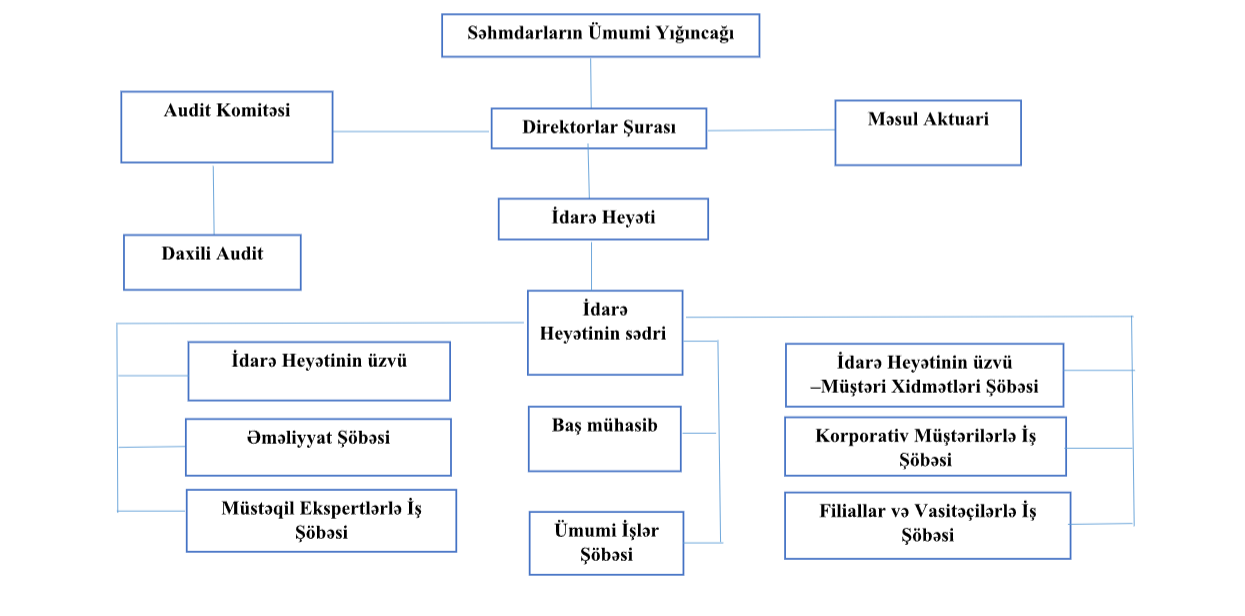 Səhmdarların Ümumi Yığıncağı
Audit Komitəsi
Direktorlar Şurası
Məsul Aktuari
İdarə Heyəti
Daxili Audit
İdarə
Heyətinin sədri
İdarə Heyətinin üzvü
Əməliyyat Şöbəsi
Müstəqil Ekspertlərlə İş
Şöbəsi
Baş mühasib
Ümumi İşlər
Şöbəsi
İdarə Heyətinin üzvü
–Müştəri Xidmətləri Şöbəsi
Korporativ Müştərilərlə İş
Şöbəsi
Filiallar və Vasitəçilərlə İş
Şöbəsi